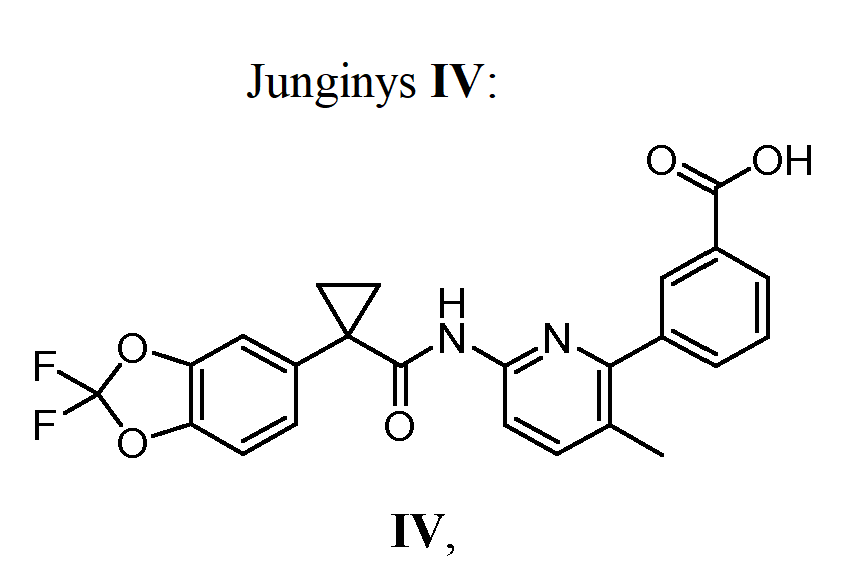 Junginys IV:
O OH
H
N N
F O
F O O
IV,